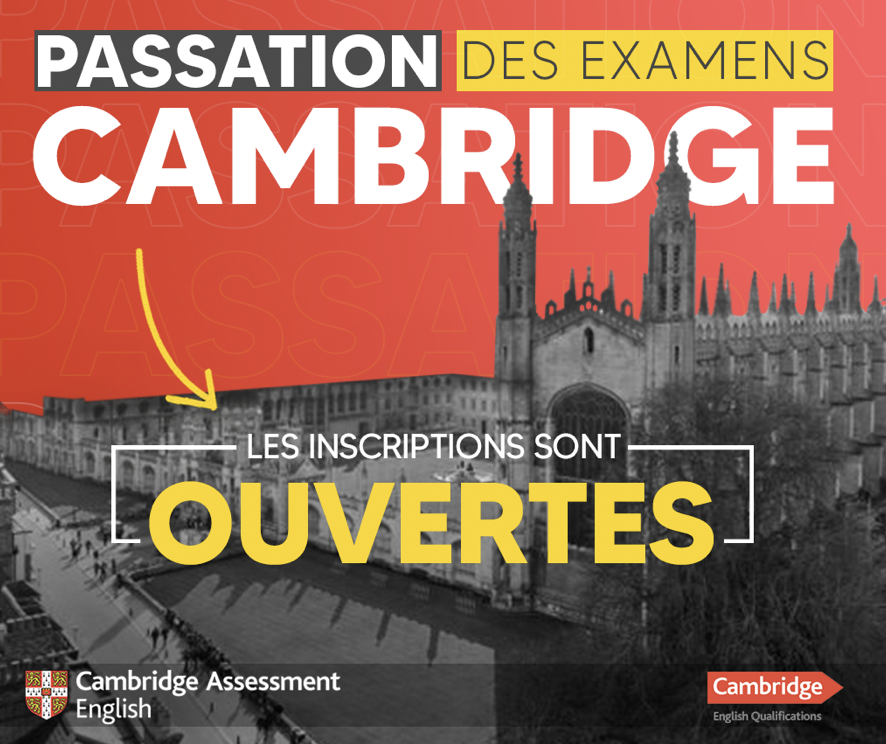 PASSATION DES EXAMENS
CAMBRIDGE
LES INSCRIPTIONS SONT
OUVERTES
Cambridge Assessment
English
Cambridge
English Qualifications